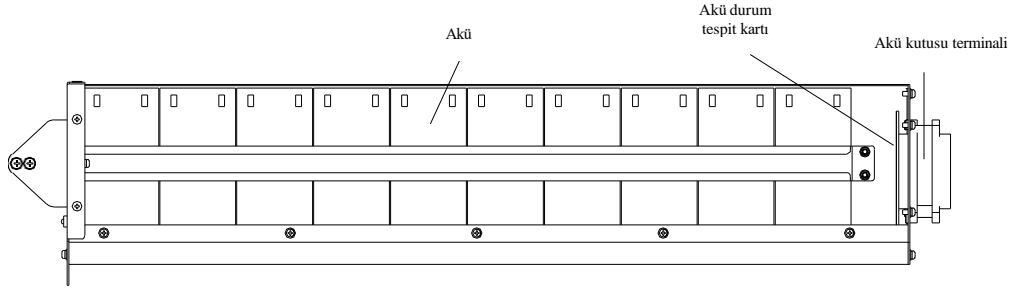 Akü
Akü durum
tespit kartı
Akü kutusu terminali